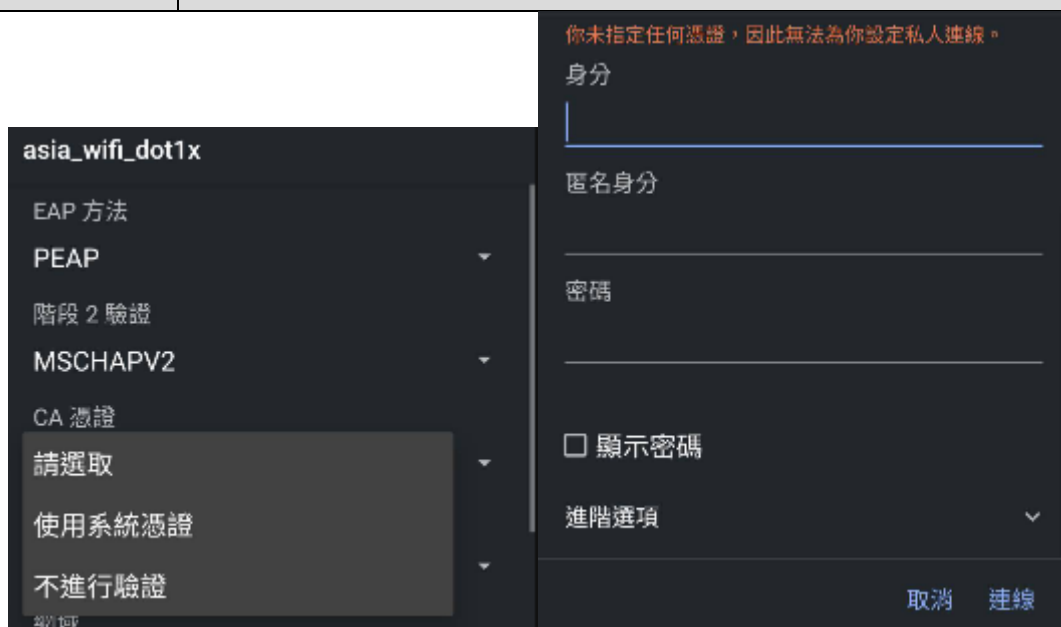 asia_wifi_dot1x
EAP 方法
PEAP
階段 2 驗證
MSCHAPV2
CA 憑證
請選取
使用系統憑證
不進行驗證
網域
你未指定任何憑證，因此無法為你設定私人連線。
身分
匿名身分
密碼
顯示密碼
進階選項
取消 連線